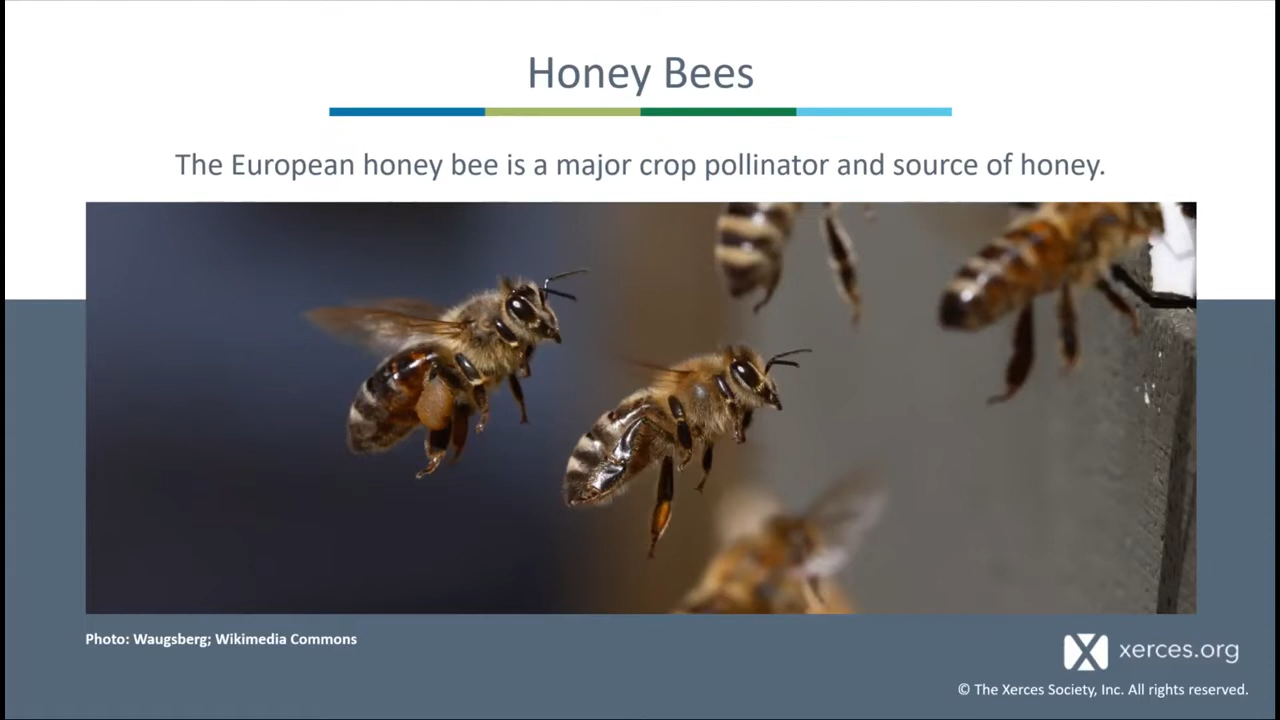 Honey Bees
The European honey bee is a major crop pollinator and source of honey.
Photo: Waugsberg; Wikimedia Commons
xerces.org
© The Xerces Society, Inc. All rights reserved.